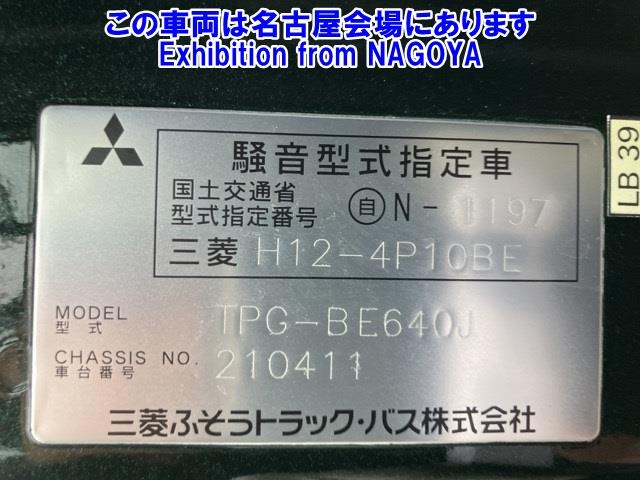 この車両は名古屋会場にあります
Exhibition from NAGOYA
騒音型式指定車
国土交通省
型式指定番号 自 N-1197
三菱 H12-4P10BE
MODEL
型式 TPG-BE640J
CHASSIS NO.
車台番号 210411
三菱ふそうトラック・バス株式会社
LB 39